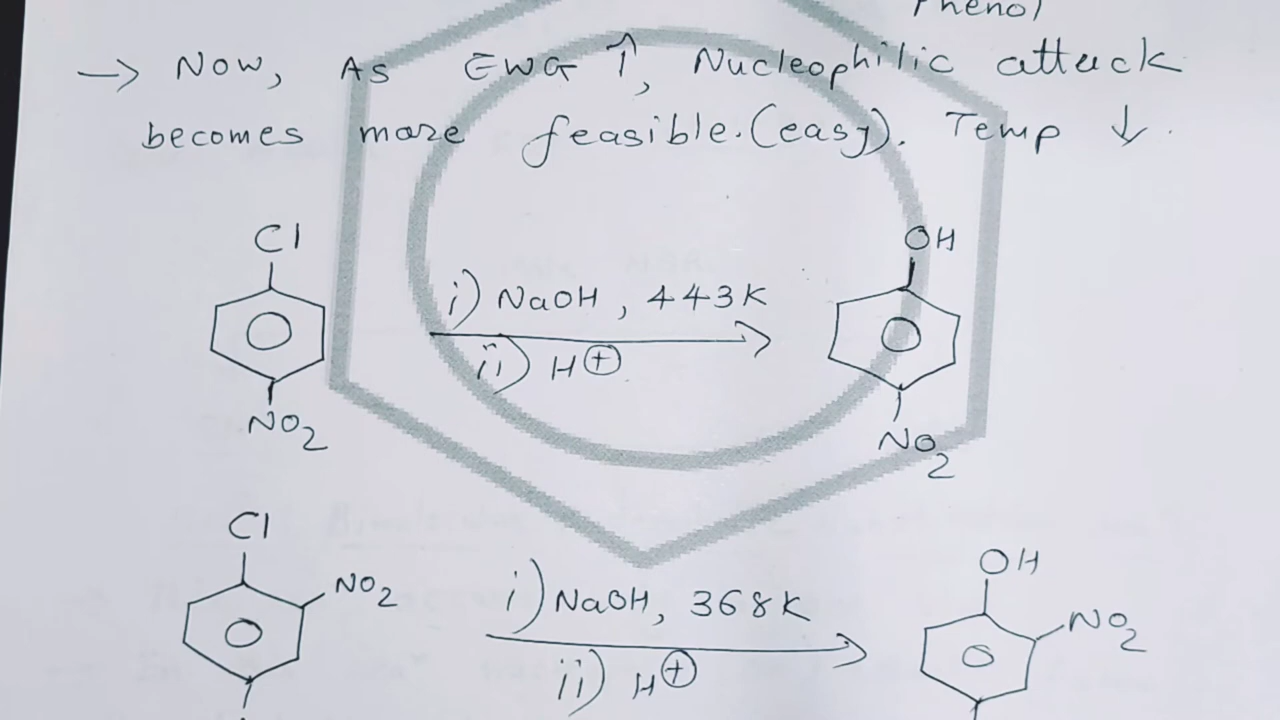 Phenol
→ Now, As EWG ↑, Nucleophilic attack
becomes more feasible.(easy). Temp ↓.
Cl
OH
i) NaOH, 443K
ii) H⊕
NO2
NO2
Cl
OH
NO2
i) NaOH, 368K
NO2
ii) H⊕